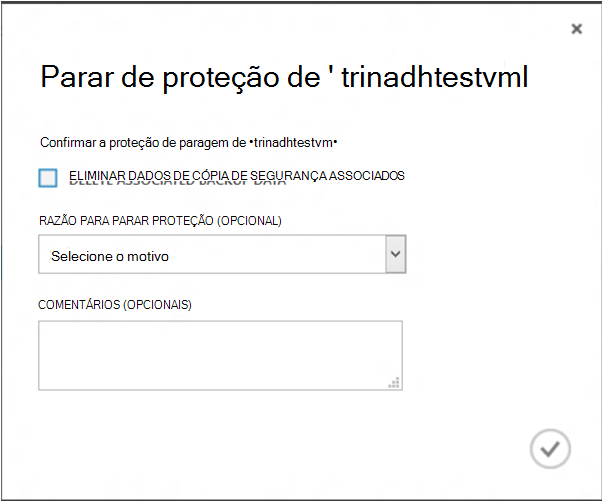 Parar de proteção de ' trinadhtestvml
Confirmar a proteção de paragem de •trinadhtestvm•
ELIMINAR DADOS DE CÓPIA DE SEGURANÇA ASSOCIADOS
DELETE ASSOCIATED BACKUP DATA
RAZÃO PARA PARAR PROTEÇÃO (OPCIONAL)
Selecione o motivo
COMENTÁRIOS (OPCIONAIS)